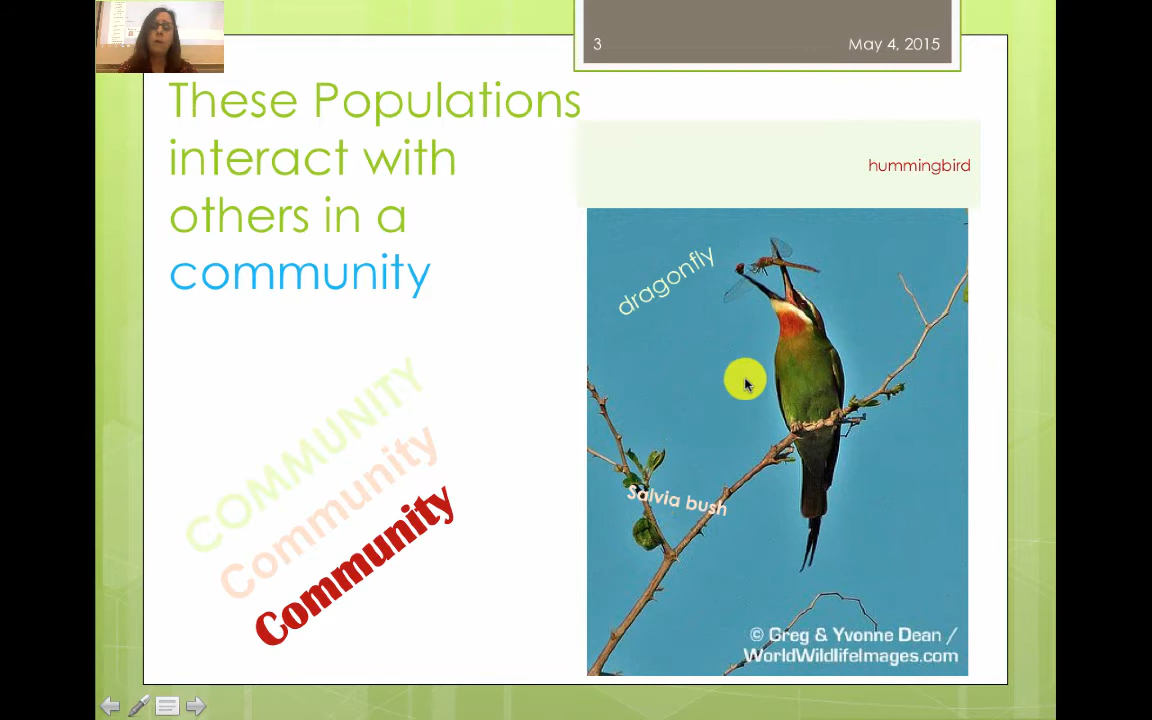 3
May 4, 2015
These Populations
interact with
others in a
community
hummingbird
dragonfly
Salvia bush
COMMUNITY
Community
Community
© Greg & Yvonne Dean /
WorldWildlifeImages.com